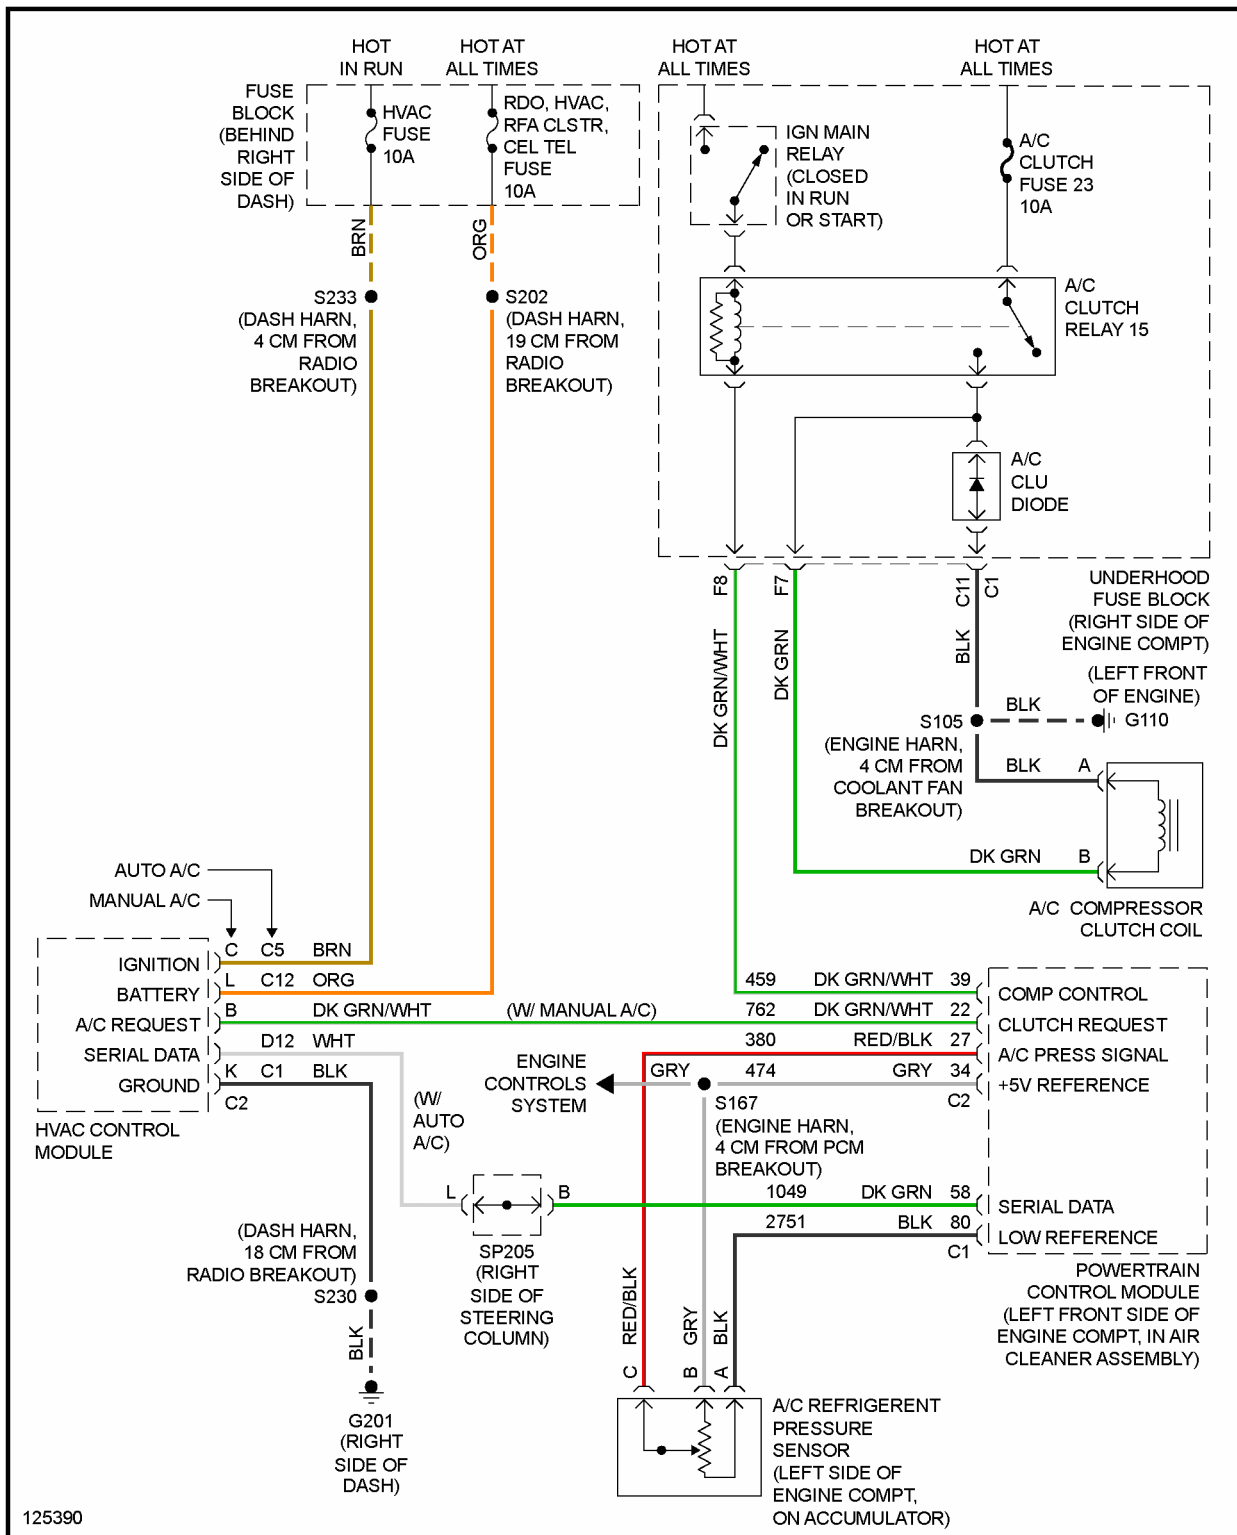 HOT
IN RUN
HOT AT
ALL TIMES
HOT AT
ALL TIMES
HOT AT
ALL TIMES
FUSE
BLOCK
(BEHIND
RIGHT
SIDE OF
DASH)
HVAC
FUSE
10A
RDO, HVAC,
RFA CLSTR,
CEL TEL
FUSE
10A
IGN MAIN
RELAY
(CLOSED
IN RUN
OR START)
A/C
CLUTCH
FUSE 23
10A
BRN
ORG
S233
(DASH HARN,
4 CM FROM
RADIO
BREAKOUT)
S202
(DASH HARN,
19 CM FROM
RADIO
BREAKOUT)
A/C
CLUTCH
RELAY 15
A/C
CLU
DIODE
F8
F7
C11
C1
UNDERHOOD
FUSE BLOCK
(RIGHT SIDE OF
ENGINE COMPT)
DK GRN/WHT
DK GRN
BLK
(LEFT FRONT
OF ENGINE)
S105
BLK
G110
(ENGINE HARN,
4 CM FROM
COOLANT FAN
BREAKOUT)
BLK
A
DK GRN
B
A/C COMPRESSOR
CLUTCH COIL
AUTO A/C
MANUAL A/C
C
C5
BRN
IGNITION
L
C12
ORG
BATTERY
B
DK GRN/WHT
(W/ MANUAL A/C)
A/C REQUEST
D12
WHT
SERIAL DATA
K
C1
BLK
GROUND
C2
HVAC CONTROL
MODULE
459
DK GRN/WHT
39
COMP CONTROL
762
DK GRN/WHT
22
CLUTCH REQUEST
380
RED/BLK
27
A/C PRESS SIGNAL
ENGINE
CONTROLS
SYSTEM
GRY
474
GRY
34
+5V REFERENCE
C2
S167
(ENGINE HARN,
4 CM FROM PCM
BREAKOUT)
(W/
AUTO
A/C)
L
B
1049
DK GRN
58
SERIAL DATA
2751
BLK
80
LOW REFERENCE
C1
SP205
(RIGHT
SIDE OF
STEERING
COLUMN)
POWERTRAIN
CONTROL MODULE
(LEFT FRONT SIDE OF
ENGINE COMPT, IN AIR
CLEANER ASSEMBLY)
(DASH HARN,
18 CM FROM
RADIO BREAKOUT)
S230
BLK
G201
(RIGHT
SIDE OF
DASH)
RED/BLK
GRY
BLK
C
B
A
A/C REFRIGERENT
PRESSURE
SENSOR
(LEFT SIDE OF
ENGINE COMPT,
ON ACCUMULATOR)
125390